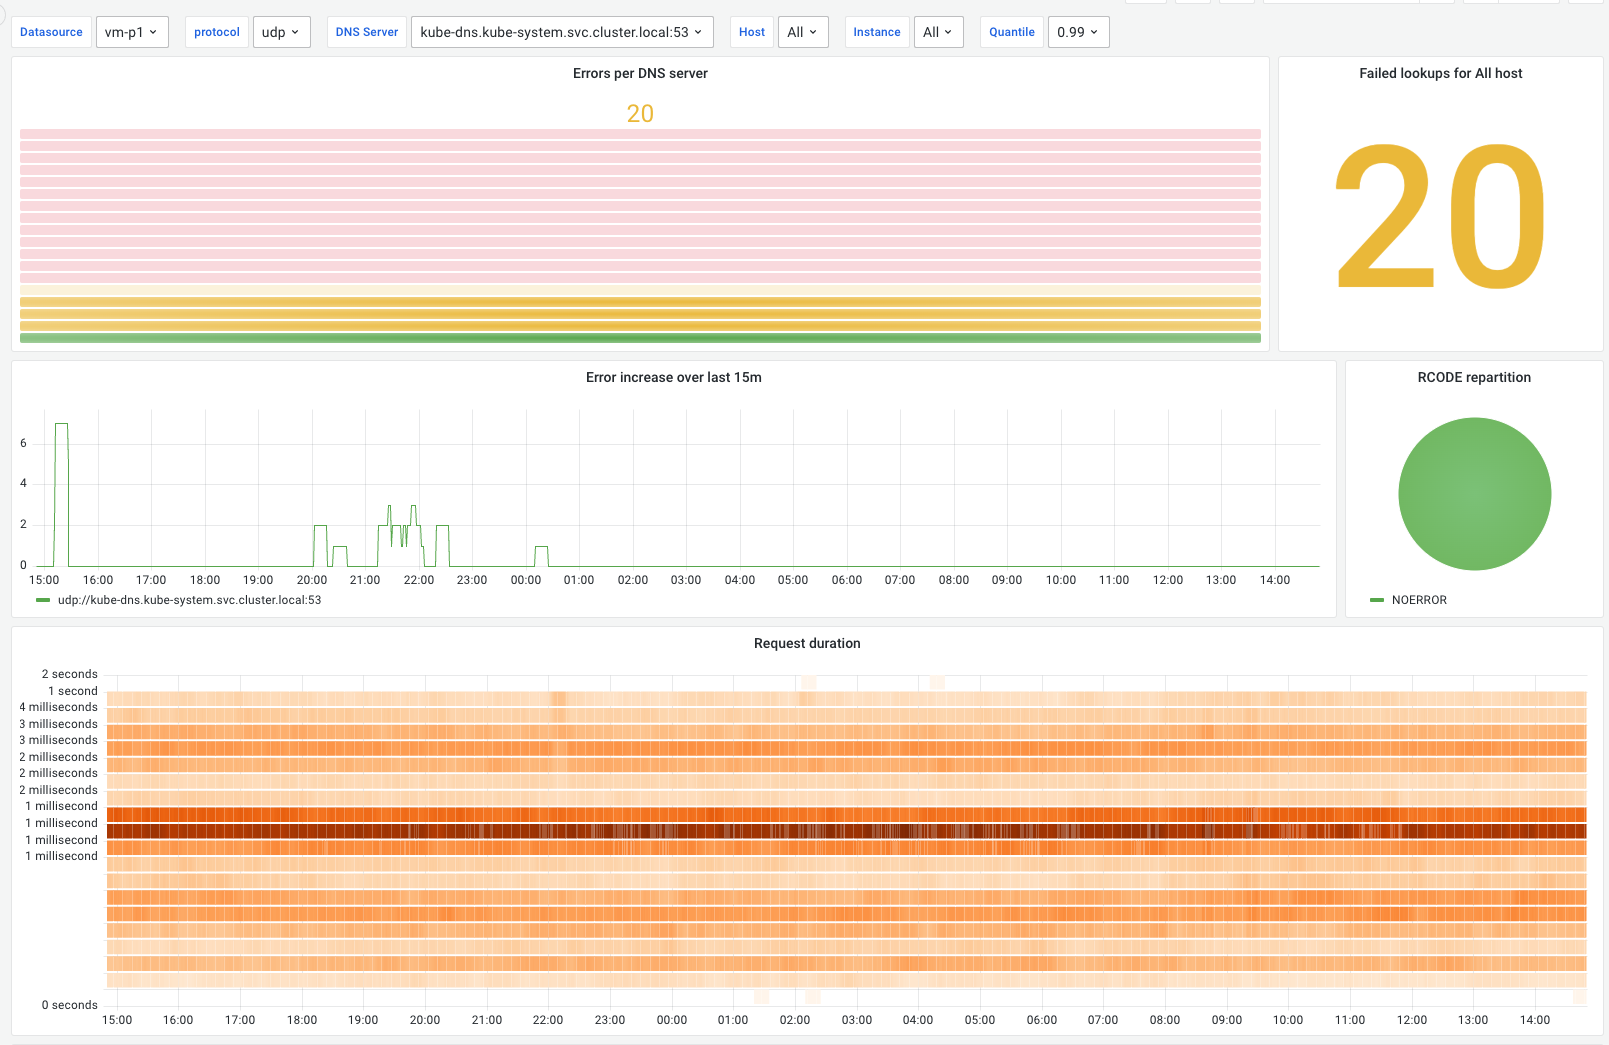 Datasource vm-p1 protocol udp DNS Server kube-dns.kube-system.svc.cluster.local:53 Host All Instance All Quantile 0.99
Errors per DNS server
20
Failed lookups for All host
20
Error increase over last 15m
6
4
2
0
15:00 16:00 17:00 18:00 19:00 20:00 21:00 22:00 23:00 00:00 01:00 02:00 03:00 04:00 05:00 06:00 07:00 08:00 09:00 10:00 11:00 12:00 13:00 14:00
udp://kube-dns.kube-system.svc.cluster.local:53
RCODE repartition
NOERROR
Request duration
2 seconds
1 second
4 milliseconds
3 milliseconds
3 milliseconds
2 milliseconds
2 milliseconds
2 milliseconds
1 millisecond
1 millisecond
1 millisecond
1 millisecond
0 seconds
15:00 16:00 17:00 18:00 19:00 20:00 21:00 22:00 23:00 00:00 01:00 02:00 03:00 04:00 05:00 06:00 07:00 08:00 09:00 10:00 11:00 12:00 13:00 14:00